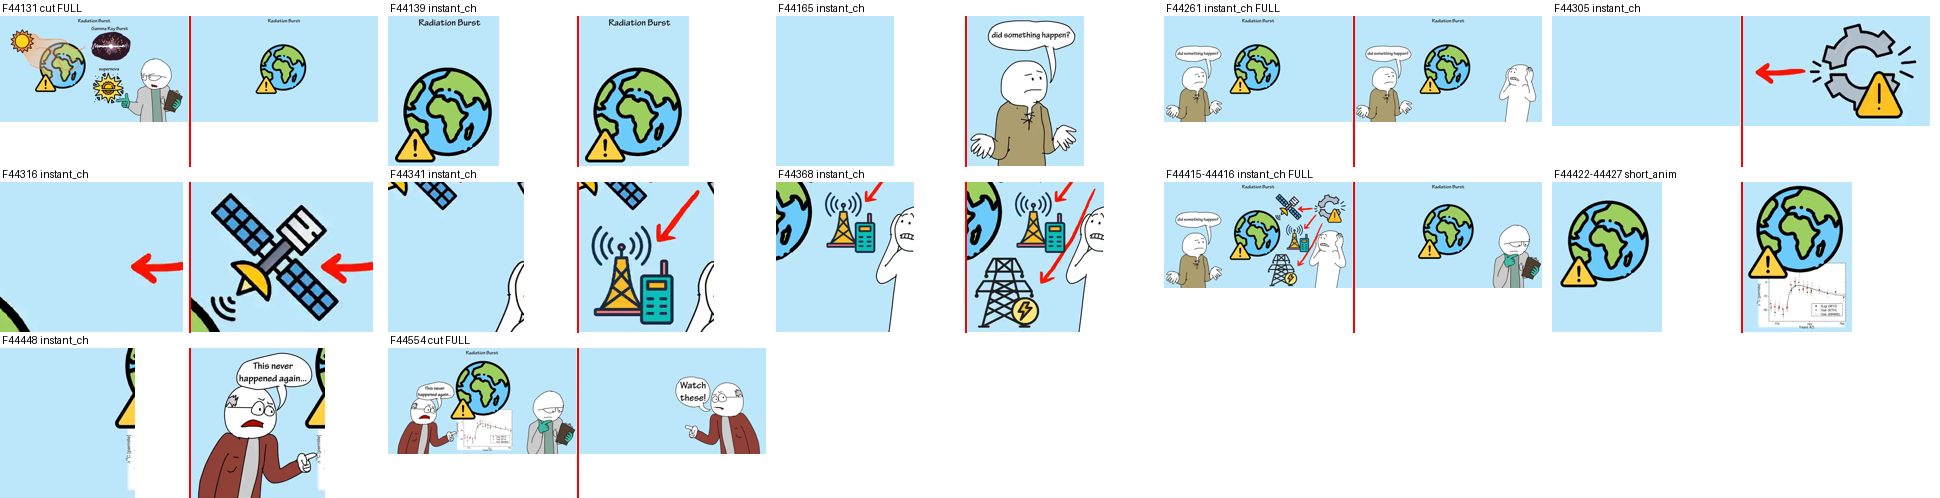 F44131 cut FULL
Radiation Burst
Gamma Ray Burst
supernova
Radiation Burst
F44139 instant_ch
Radiation Burst
Radiation Burst
F44165 instant_ch
did something happen?
F44261 instant_ch FULL
Radiation Burst
did something happen?
Radiation Burst
did something happen?
F44305 instant_ch
F44316 instant_ch
F44341 instant_ch
F44368 instant_ch
F44415-44416 instant_ch FULL
Radiation Burst
did something happen?
Radiation Burst
F44422-44427 short_anim
Years AD
F44448 instant_ch
This never
happened again...
F44554 cut FULL
Radiation Burst
This never
happened again...
Watch
these!